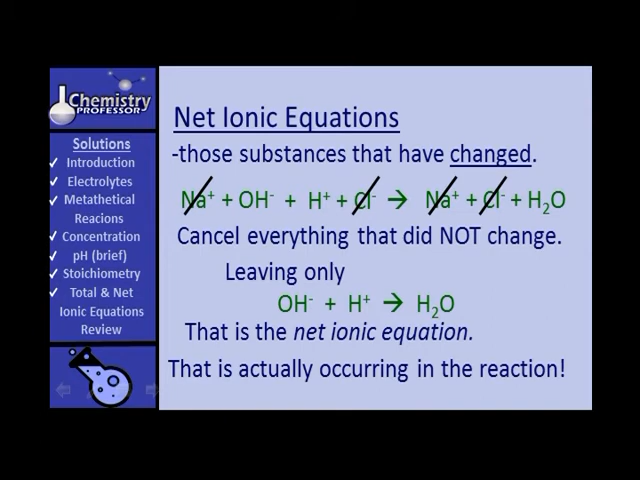 Chemistry
PROFESSOR
Solutions
✓ Introduction
✓ Electrolytes
✓ Metathetical
Reacions
✓ Concentration
✓ pH (brief)
✓ Stoichiometry
✓ Total & Net
Ionic Equations
Review
Net Ionic Equations
-those substances that have changed.
Na⁺ + OH⁻ + H⁺ + Cl⁻ → Na⁺ + Cl⁻ + H₂O
Cancel everything that did NOT change.
Leaving only
OH⁻ + H⁺ → H₂O
That is the net ionic equation.
That is actually occurring in the reaction!